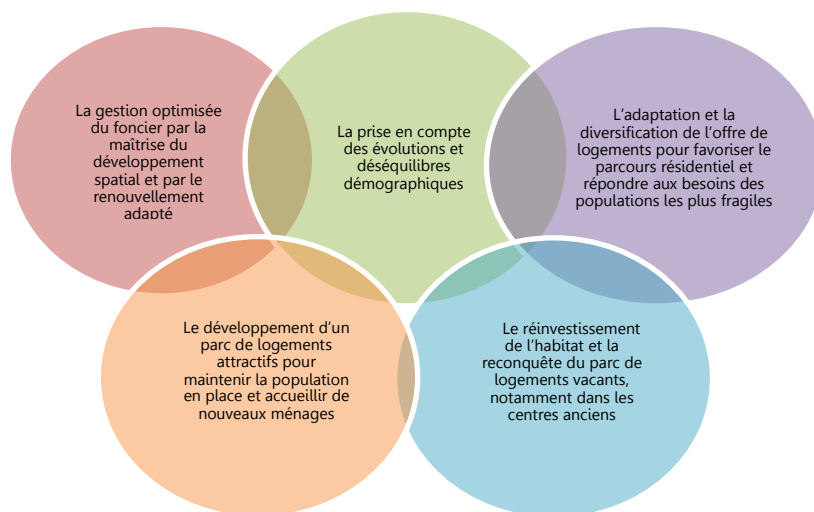 La gestion optimisée
du foncier par la
maîtrise du
développement
spatial et par le
renouvellement
adapté
La prise en compte
des évolutions et
déséquilibres
démographiques
L'adaptation et la
diversification de l'offre de
logements pour favoriser le
parcours résidentiel et
répondre aux besoins des
populations les plus fragiles
Le développement d'un
parc de logements
attractifs pour
maintenir la population
en place et accueillir de
nouveaux ménages
Le réinvestissement
de l'habitat et la
reconquête du parc de
logements vacants,
notamment dans les
centres anciens